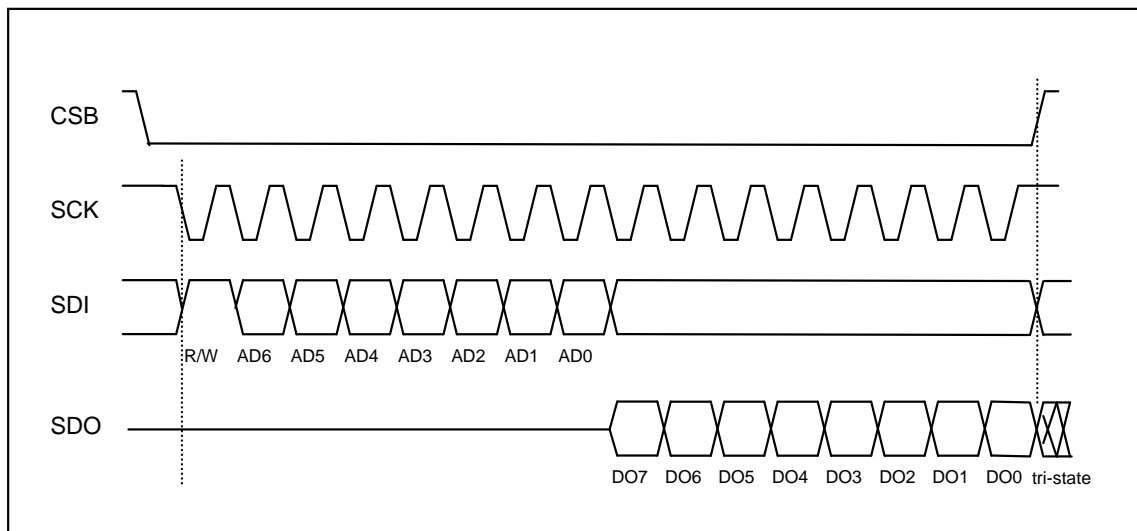 CSB
SCK
SDI
R/W AD6 AD5 AD4 AD3 AD2 AD1 AD0
SDO
DO7 DO6 DO5 DO4 DO3 DO2 DO1 DO0 tri-state